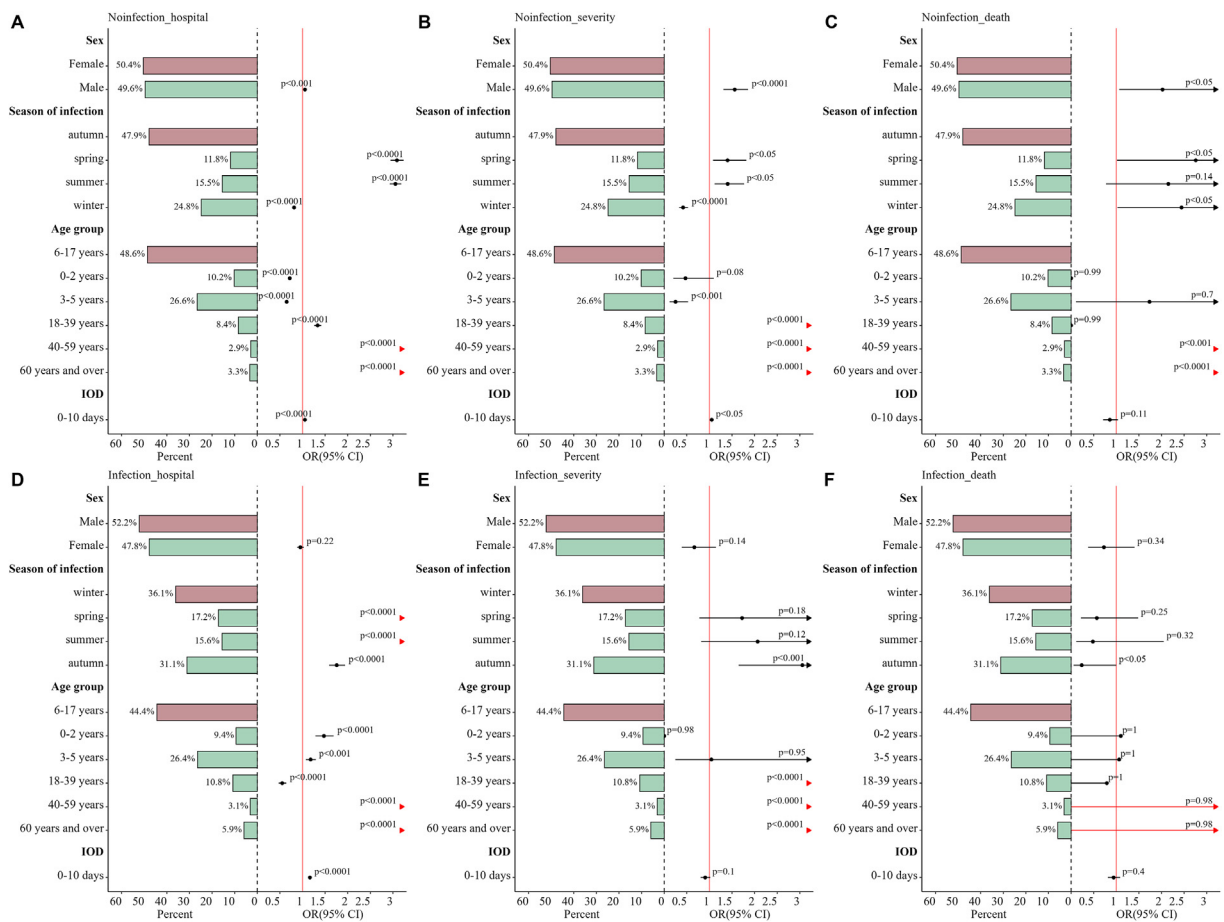 A
Noinfection_hospital
Sex
Female 50.4%
Male 49.6% p<0.001
Season of infection
autumn 47.9%
spring 11.8% p<0.0001
summer 15.5% p<0.0001
winter 24.8% p<0.0001
Age group
6-17 years 48.6%
0-2 years 10.2% p<0.0001
3-5 years 26.6% p<0.0001
18-39 years 8.4% p<0.0001
40-59 years 2.9% p<0.0001
60 years and over 3.3% p<0.0001
IOD
0-10 days p<0.0001
60 50 40 30 20 10 0 0.5 1 1.5 2 2.5 3
Percent OR(95% CI)
B
Noinfection_severity
Sex
Female 50.4%
Male 49.6% p<0.0001
Season of infection
autumn 47.9%
spring 11.8% p<0.05
summer 15.5% p<0.05
winter 24.8% p<0.0001
Age group
6-17 years 48.6%
0-2 years 10.2% p=0.08
3-5 years 26.6% p<0.001
18-39 years 8.4% p<0.0001
40-59 years 2.9% p<0.0001
60 years and over 3.3% p<0.0001
IOD
0-10 days p<0.05
60 50 40 30 20 10 0 0.5 1 1.5 2 2.5 3
Percent OR(95% CI)
C
Noinfection_death
Sex
Female 50.4%
Male 49.6% p<0.05
Season of infection
autumn 47.9%
spring 11.8% p<0.05
summer 15.5% p=0.14
winter 24.8% p<0.05
Age group
6-17 years 48.6%
0-2 years 10.2% p=0.99
3-5 years 26.6% p=0.7
18-39 years 8.4% p=0.99
40-59 years 2.9% p<0.001
60 years and over 3.3% p<0.0001
IOD
0-10 days p=0.11
60 50 40 30 20 10 0 0.5 1 1.5 2 2.5 3
Percent OR(95% CI)
D
Infection_hospital
Sex
Male 52.2%
Female 47.8% p=0.22
Season of infection
winter 36.1%
spring 17.2% p<0.0001
summer 15.6% p<0.0001
autumn 31.1% p<0.0001
Age group
6-17 years 44.4%
0-2 years 9.4% p<0.0001
3-5 years 26.4% p<0.001
18-39 years 10.8% p<0.0001
40-59 years 3.1% p<0.0001
60 years and over 5.9% p<0.0001
IOD
0-10 days p<0.0001
60 50 40 30 20 10 0 0.5 1 1.5 2 2.5 3
Percent OR(95% CI)
E
Infection_severity
Sex
Male 52.2%
Female 47.8% p=0.14
Season of infection
winter 36.1%
spring 17.2% p=0.18
summer 15.6% p=0.12
autumn 31.1% p<0.001
Age group
6-17 years 44.4%
0-2 years 9.4% p=0.98
3-5 years 26.4% p=0.95
18-39 years 10.8% p<0.0001
40-59 years 3.1% p<0.0001
60 years and over 5.9% p<0.0001
IOD
0-10 days p=0.1
60 50 40 30 20 10 0 0.5 1 1.5 2 2.5 3
Percent OR(95% CI)
F
Infection_death
Sex
Male 52.2%
Female 47.8% p=0.34
Season of infection
winter 36.1%
spring 17.2% p=0.25
summer 15.6% p=0.32
autumn 31.1% p<0.05
Age group
6-17 years 44.4%
0-2 years 9.4% p=1
3-5 years 26.4% p=1
18-39 years 10.8% p=1
40-59 years 3.1% p=0.98
60 years and over 5.9% p=0.98
IOD
0-10 days p=0.4
60 50 40 30 20 10 0 0.5 1 1.5 2 2.5 3
Percent OR(95% CI)